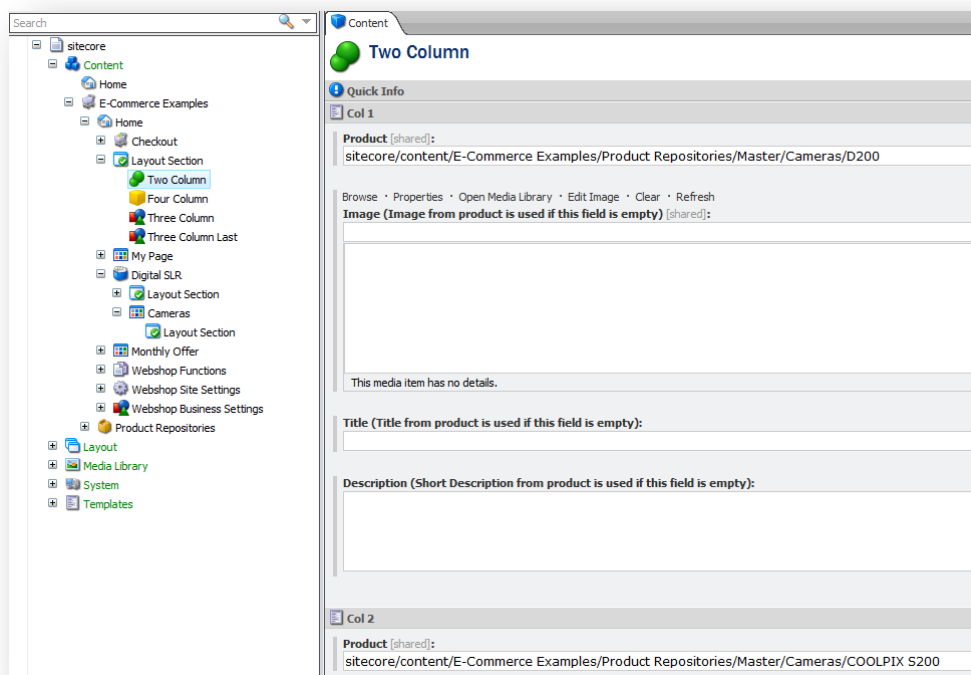 Search
sitecore
Content
Home
E-Commerce Examples
Home
Checkout
Layout Section
Two Column
Four Column
Three Column
Three Column Last
My Page
Digital SLR
Layout Section
Cameras
Layout Section
Monthly Offer
Webshop Functions
Webshop Site Settings
Webshop Business Settings
Product Repositories
Layout
Media Library
System
Templates
Content
Two Column
Quick Info
Col 1
Product [shared]:
sitecore/content/E-Commerce Examples/Product Repositories/Master/Cameras/D200
Browse · Properties · Open Media Library · Edit Image · Clear · Refresh
Image (Image from product is used if this field is empty) [shared]:
This media item has no details.
Title (Title from product is used if this field is empty):
Description (Short Description from product is used if this field is empty):
Col 2
Product [shared]:
sitecore/content/E-Commerce Examples/Product Repositories/Master/Cameras/COOLPIX S200